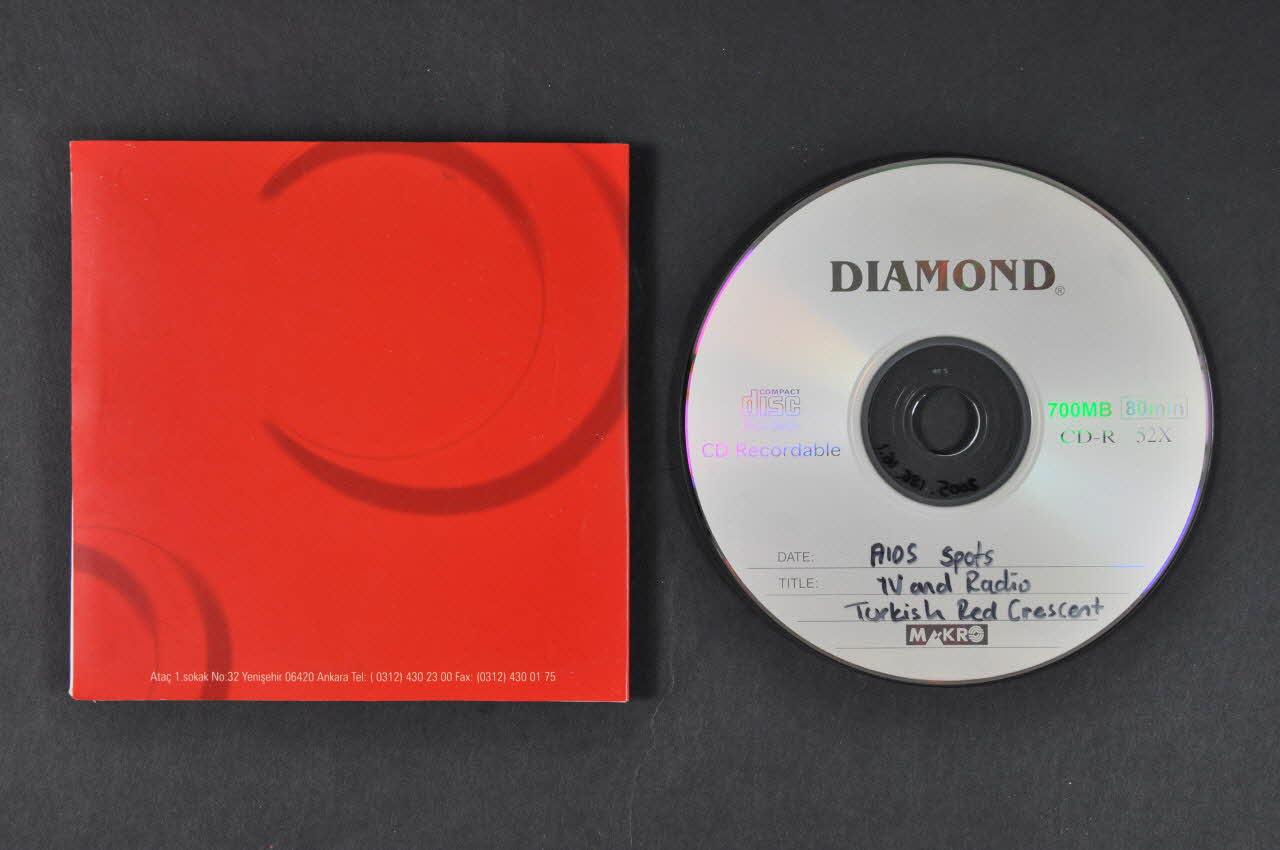 Ataç 1.sokak No:32 Yenişehir 06420 Ankara Tel: ( 0312) 430 23 00 Fax: (0312) 430 01 75
DIAMOND®
COMPACT
disc
CD Recordable
700MB 80min
CD-R 52X
DATE: AIDS spots
TITLE: TV and Radio
Turkish Red Crescent
MAKRO